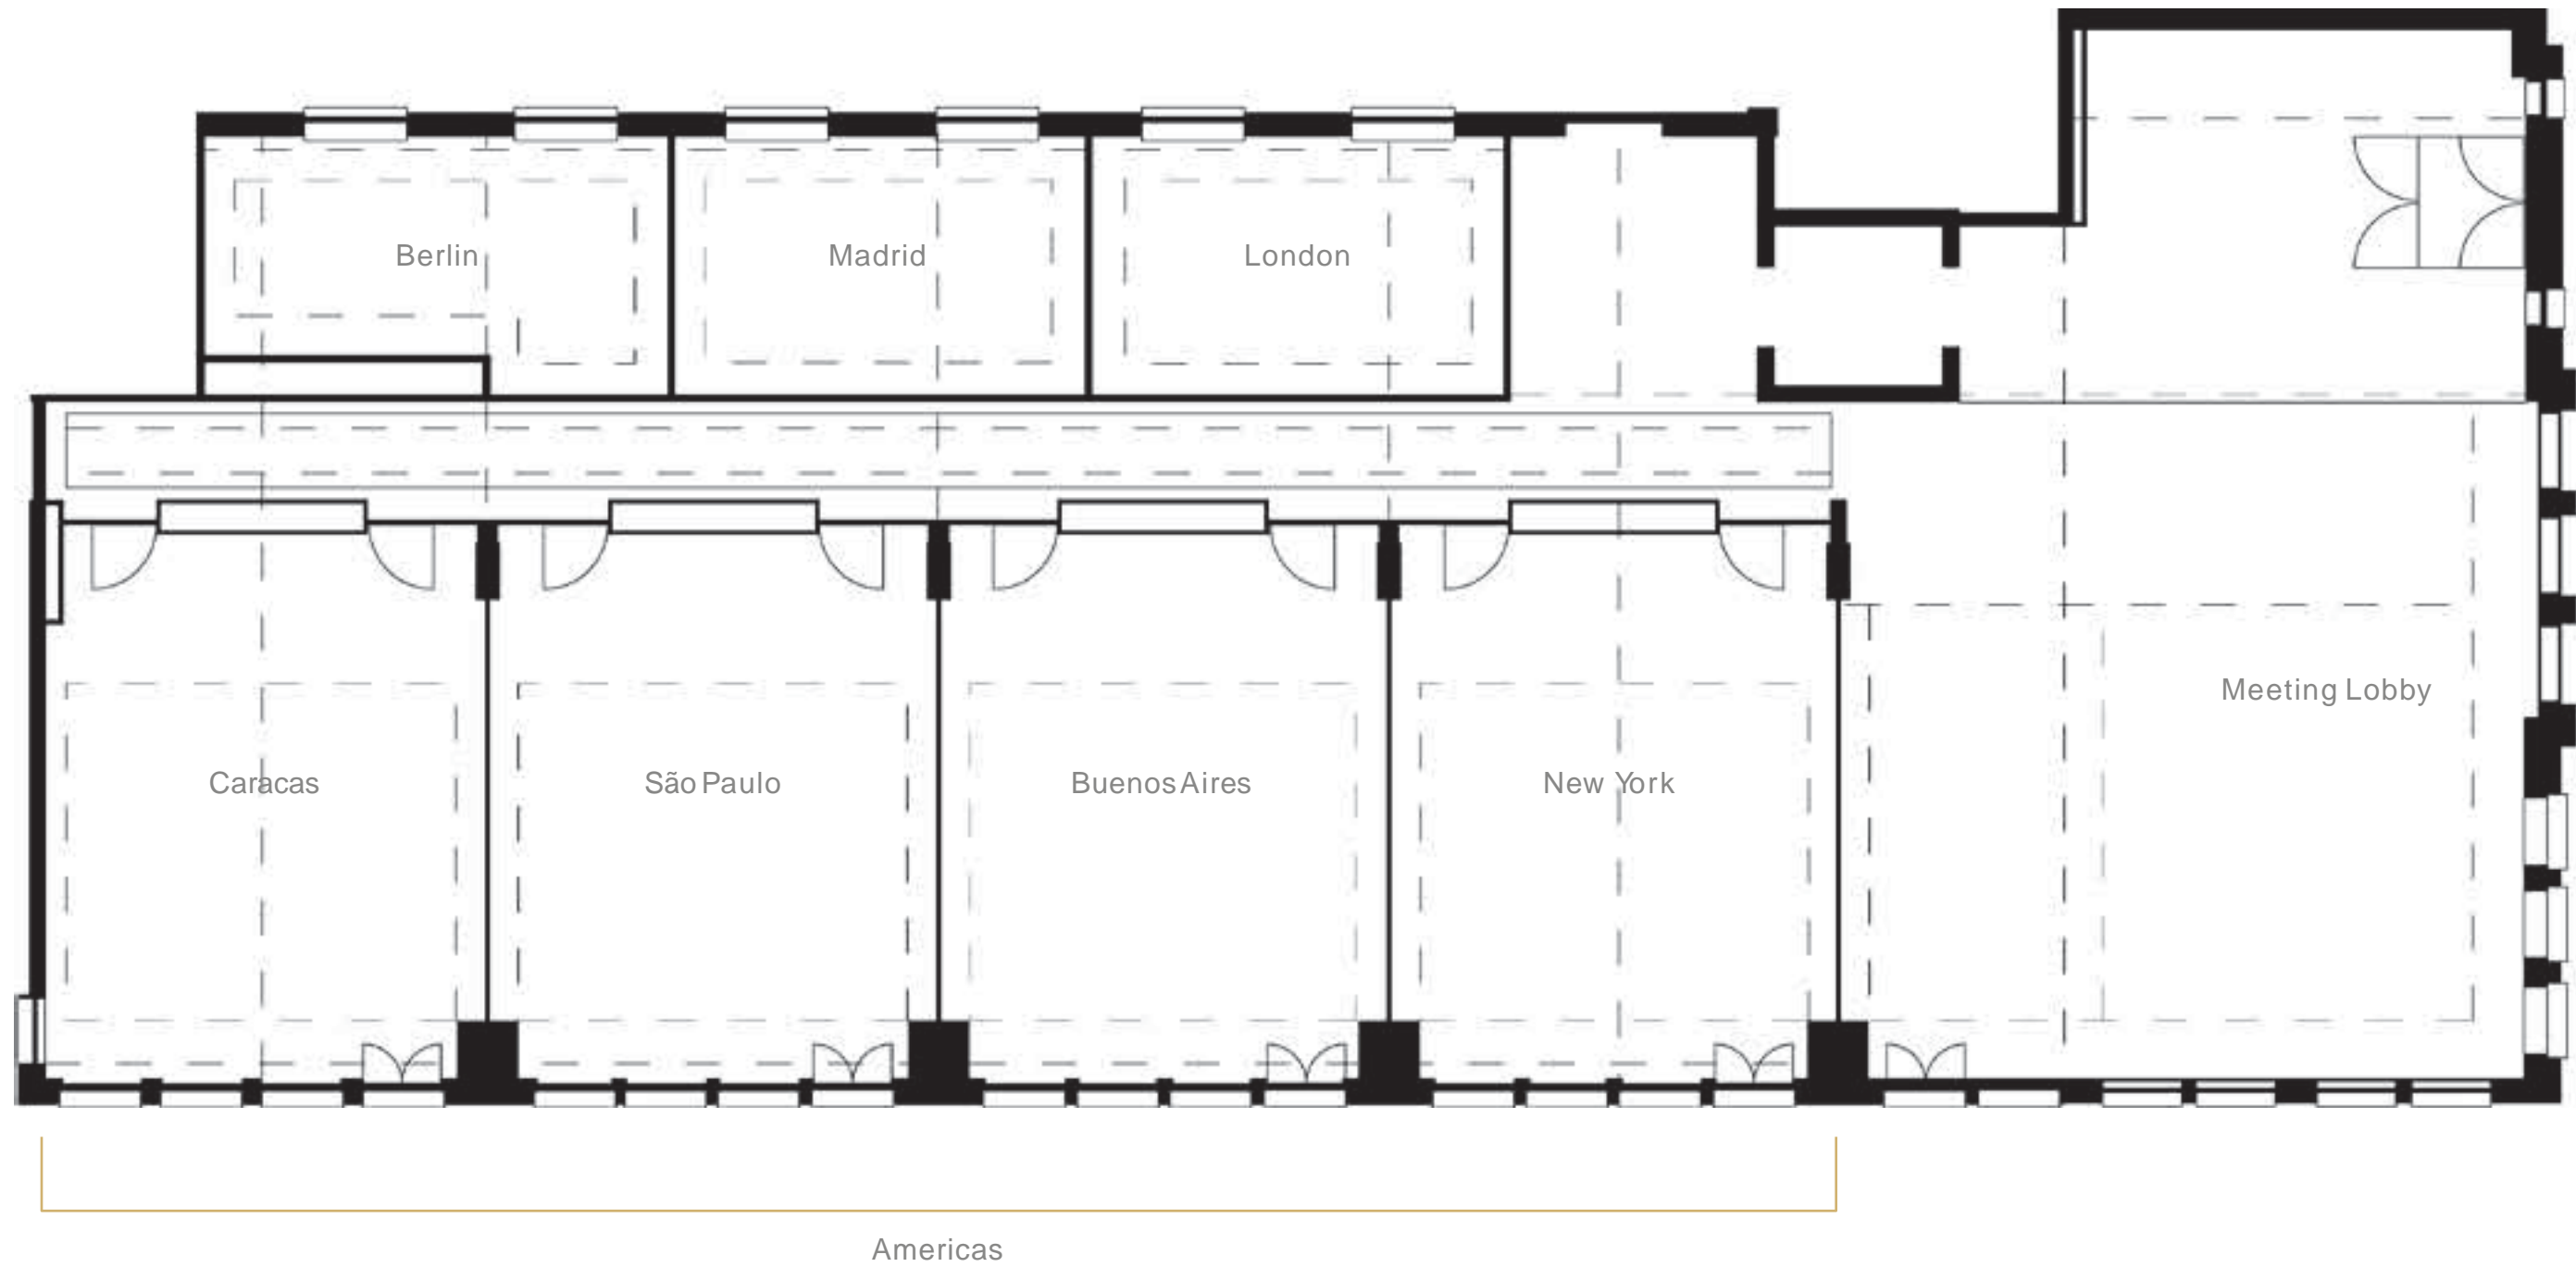 Berlin
Madrid
London
Meeting Lobby
Caracas
São Paulo
Buenos Aires
New York
Americas